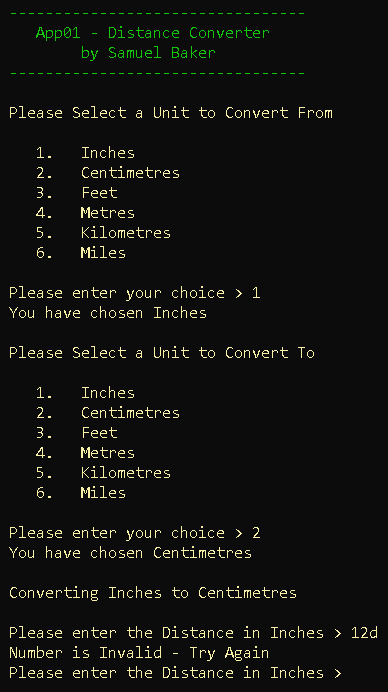 ---------------------------------
App01 - Distance Converter
by Samuel Baker
---------------------------------
Please Select a Unit to Convert From
1. Inches
2. Centimetres
3. Feet
4. Metres
5. Kilometres
6. Miles
Please enter your choice > 1
You have chosen Inches
Please Select a Unit to Convert To
1. Inches
2. Centimetres
3. Feet
4. Metres
5. Kilometres
6. Miles
Please enter your choice > 2
You have chosen Centimetres
Converting Inches to Centimetres
Please enter the Distance in Inches > 12d
Number is Invalid - Try Again
Please enter the Distance in Inches >